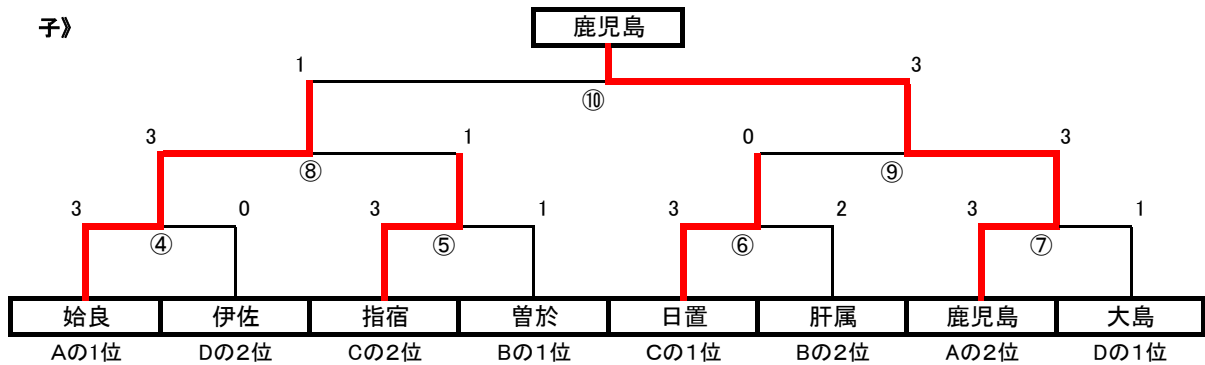 子》
鹿児島
1 3
⑩
3 1 0 3
⑧ ⑨
3 0 3 1 3 2 3 1
④ ⑤ ⑥ ⑦
姶良 伊佐 指宿 曽於 日置 肝属 鹿児島 大島
Aの1位 Dの2位 Cの2位 Bの1位 Cの1位 Bの2位 Aの2位 Dの1位